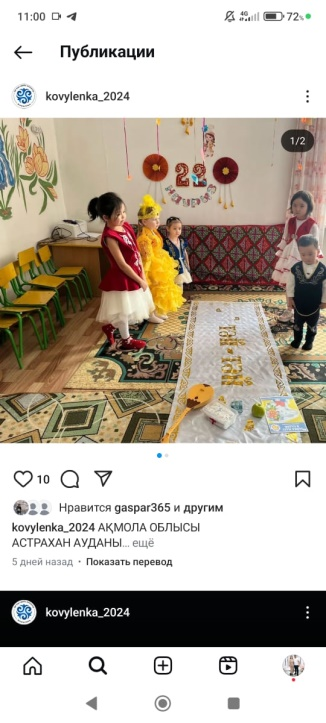 11:00
4G
72%
Публикации
kovylenka_2024
1/2
22
10
Нравится gaspar365 и другим
kovylenka_2024 АҚМОЛА ОБЛЫСЫ
АСТРАХАН АУДАНЫ... ещё
5 дней назад • Показать перевод
kovylenka_2024